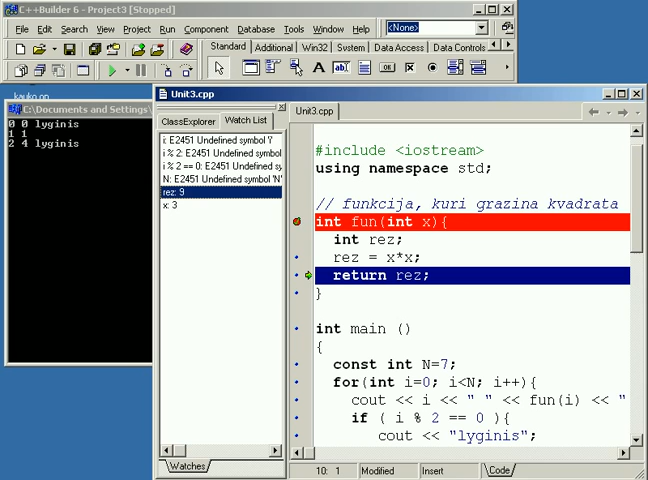 C++Builder 6 - Project3 [Stopped]
File Edit Search View Project Run Component Database Tools Window Help
<None>
Standard Additional Win32 System Data Access Data Controls
kauko.op
C:\Documents and Settings\
0 0 lyginis
1 1
2 4 lyginis
Unit3.cpp
ClassExplorer Watch List
i: E2451 Undefined symbol 'i'
i % 2: E2451 Undefined symbol
i % 2 == 0: E2451 Undefined sy
N: E2451 Undefined symbol 'N'
rez: 9
x: 3
Watches
Unit3.cpp
#include <iostream>
using namespace std;
// funkcija, kuri grazina kvadrata
int fun(int x){
int rez;
rez = x*x;
return rez;
}
int main ()
{
const int N=7;
for(int i=0; i<N; i++){
cout << i << " " << fun(i) << "
if ( i % 2 == 0 ){
cout << "lyginis";
10: 1 Modified Insert Code